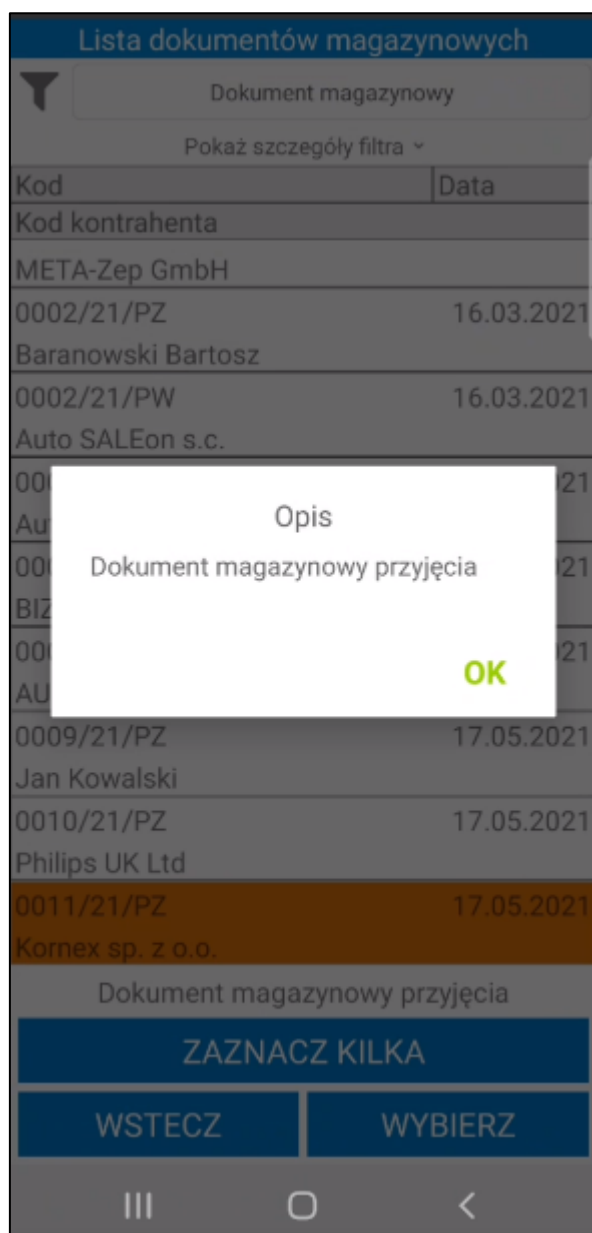 Lista dokumentów magazynowych
Dokument magazynowy
Pokaż szczegóły filtra
Kod Data
Kod kontrahenta
META-Zep GmbH
0002/21/PZ 16.03.2021
Baranowski Bartosz
0002/21/PW 16.03.2021
Auto SALEon s.c.
Opis
Dokument magazynowy przyjęcia
OK
0009/21/PZ 17.05.2021
Jan Kowalski
0010/21/PZ 17.05.2021
Philips UK Ltd
0011/21/PZ 17.05.2021
Kornex sp. z o.o.
Dokument magazynowy przyjęcia
ZAZNACZ KILKA
WSTECZ WYBIERZ